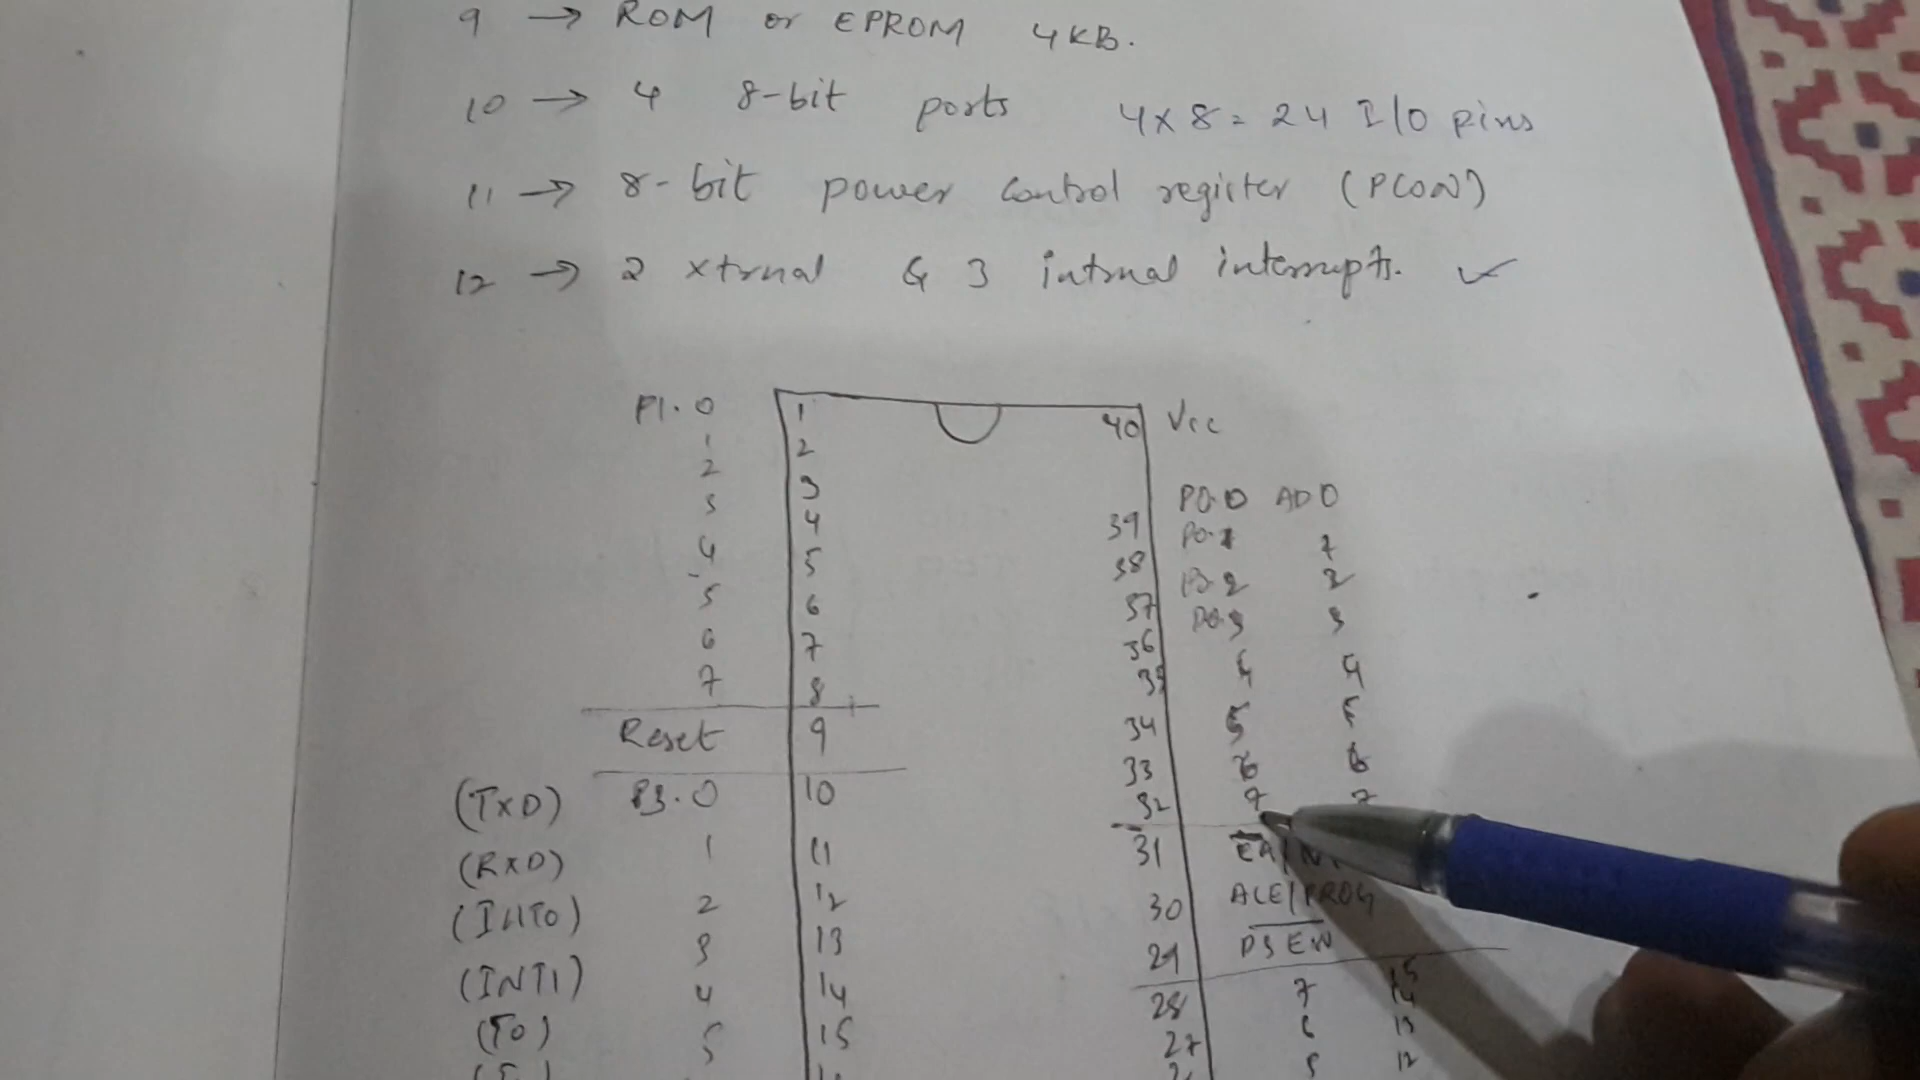 9 → ROM or EPROM 4KB.
10 → 4 8-bit ports 4x8=24 I/O pins
11 → 8-bit power control register (PCON)
12 → 2 xtrnal & 3 intrnal interrupts. ✓
P1.0 1 40 Vcc
1 2
2 3 39 P0.0 AD0
3 4 38 P0.1 1
4 5 37 P0.2 2
5 6 36 P0.3 3
6 7 35 4 4
7 8 34 5 5
Reset 9 33 6 6
(TxD) P3.0 10 32 7 7
(RxD) 1 11 31 EA/
(INT0) 2 12 30 ALE/PROG
(INT1) 3 13 29 PSEN
(T0) 4 14 28 7 15
5 15 27 6 13
5 12